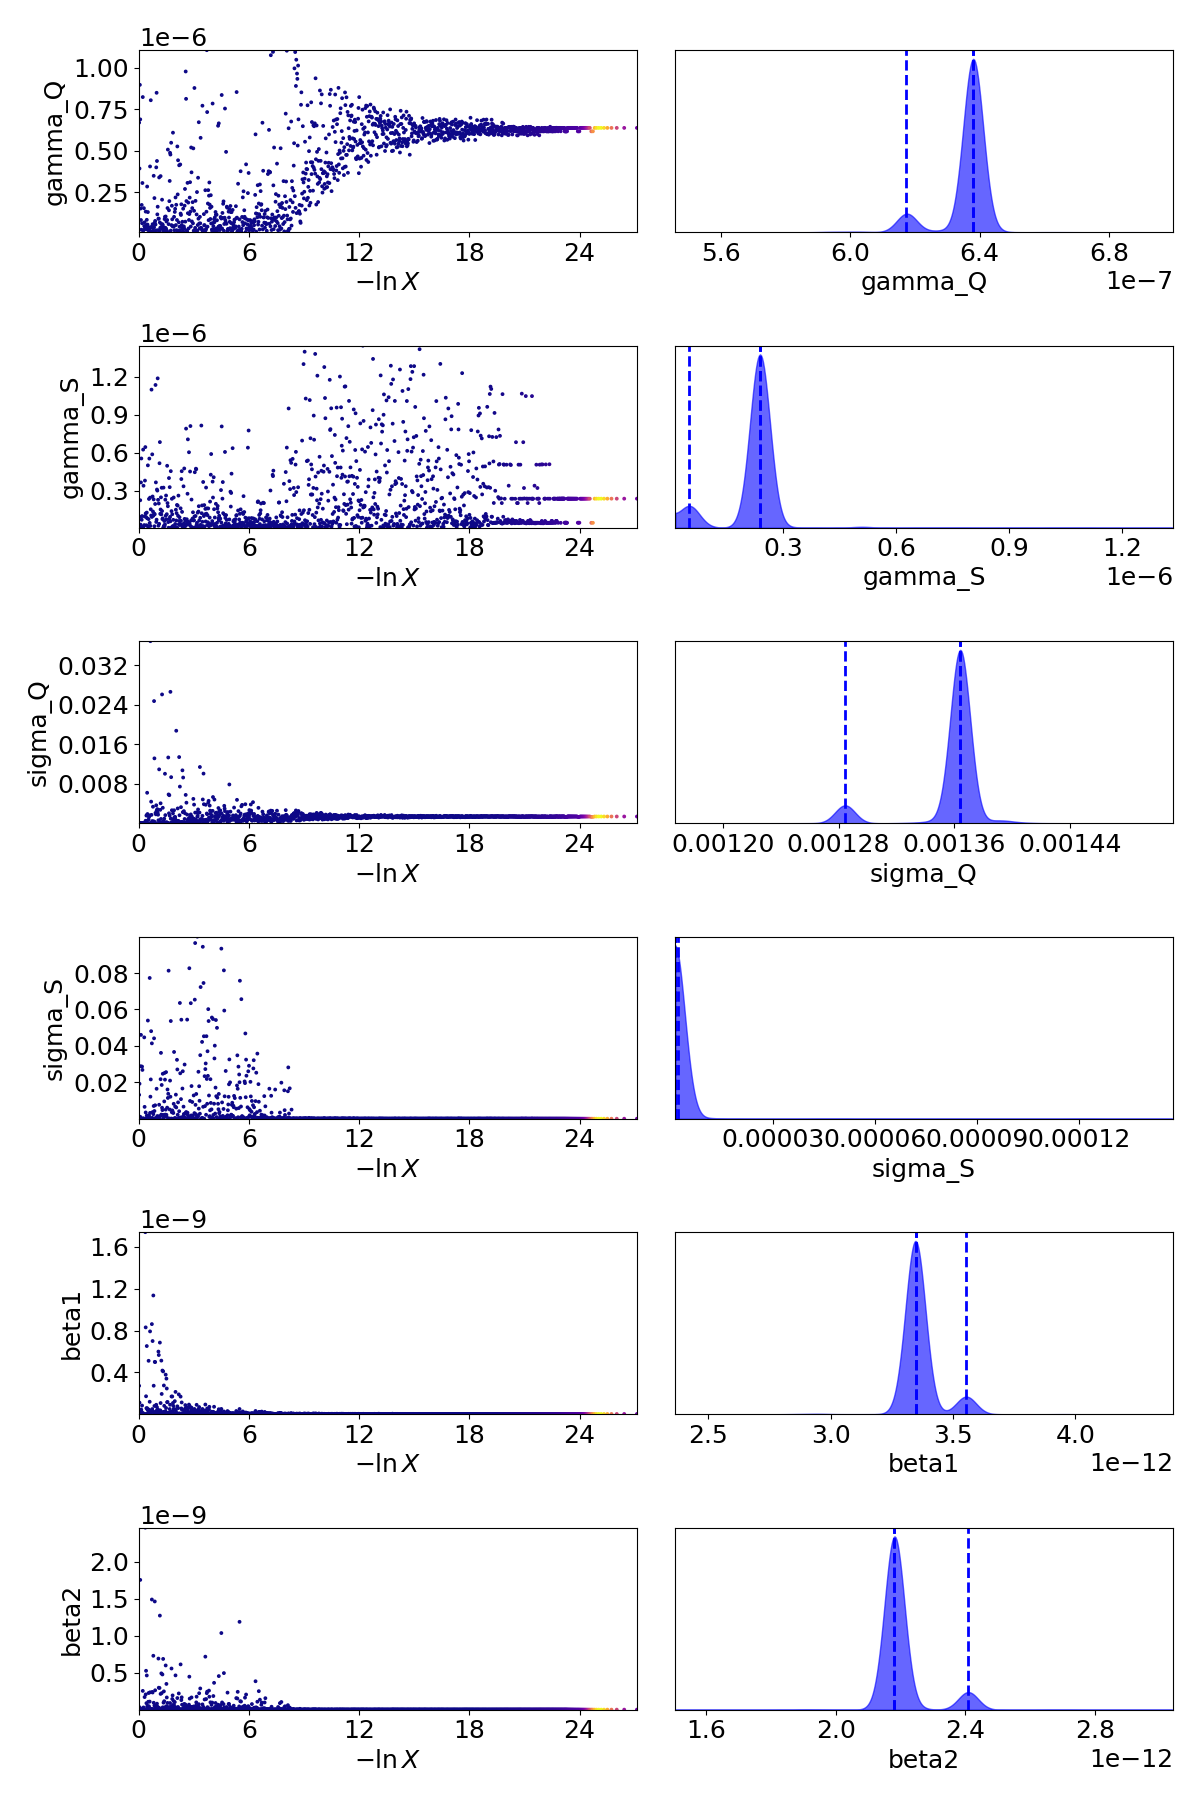 1e−6
1.00
0.75
0.50
0.25
gamma_Q
0 6 12 18 24
−ln X
5.6 6.0 6.4 6.8
gamma_Q 1e−7
1e−6
1.2
0.9
0.6
0.3
gamma_S
0 6 12 18 24
−ln X
0.3 0.6 0.9 1.2
gamma_S 1e−6
0.032
0.024
0.016
0.008
sigma_Q
0 6 12 18 24
−ln X
0.00120 0.00128 0.00136 0.00144
sigma_Q
0.08
0.06
0.04
0.02
sigma_S
0 6 12 18 24
−ln X
0.00003 0.00006 0.00009 0.00012
sigma_S
1e−9
1.6
1.2
0.8
0.4
beta1
0 6 12 18 24
−ln X
2.5 3.0 3.5 4.0
beta1 1e−12
1e−9
2.0
1.5
1.0
0.5
beta2
0 6 12 18 24
−ln X
1.6 2.0 2.4 2.8
beta2 1e−12